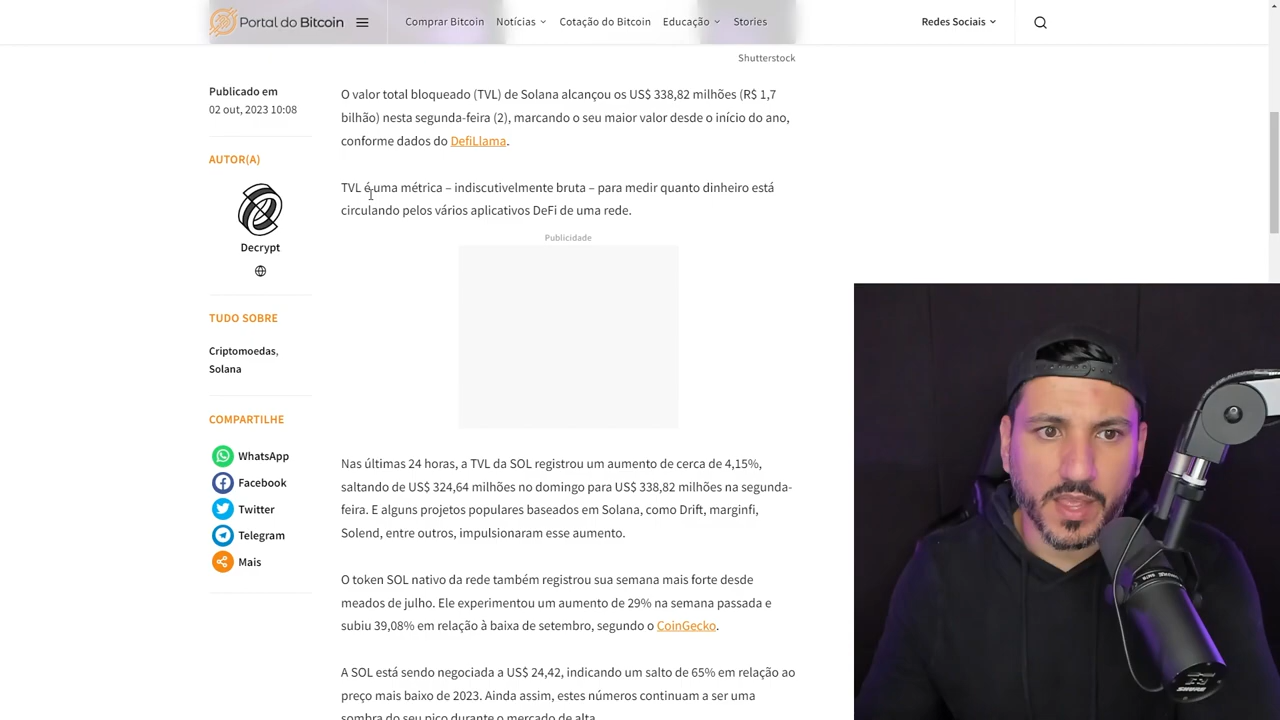 Portal do Bitcoin
Comprar Bitcoin
Notícias
Cotação do Bitcoin
Educação
Stories
Redes Sociais
Shutterstock
Publicado em
02 out, 2023 10:08
AUTOR(A)
Decrypt
TUDO SOBRE
Criptomoedas,
Solana
COMPARTILHE
WhatsApp
Facebook
Twitter
Telegram
Mais
O valor total bloqueado (TVL) de Solana alcançou os US$ 338,82 milhões (R$ 1,7
bilhão) nesta segunda-feira (2), marcando o seu maior valor desde o início do ano,
conforme dados do DefiLlama.
TVL é uma métrica – indiscutivelmente bruta – para medir quanto dinheiro está
circulando pelos vários aplicativos DeFi de uma rede.
Publicidade
Nas últimas 24 horas, a TVL da SOL registrou um aumento de cerca de 4,15%,
saltando de US$ 324,64 milhões no domingo para US$ 338,82 milhões na segunda-
feira. E alguns projetos populares baseados em Solana, como Drift, marginfi,
Solend, entre outros, impulsionaram esse aumento.
O token SOL nativo da rede também registrou sua semana mais forte desde
meados de julho. Ele experimentou um aumento de 29% na semana passada e
subiu 39,08% em relação à baixa de setembro, segundo o CoinGecko.
A SOL está sendo negociada a US$ 24,42, indicando um salto de 65% em relação ao
preço mais baixo de 2023. Ainda assim, estes números continuam a ser uma
sombra do seu pico durante o mercado de alta.
SHURE